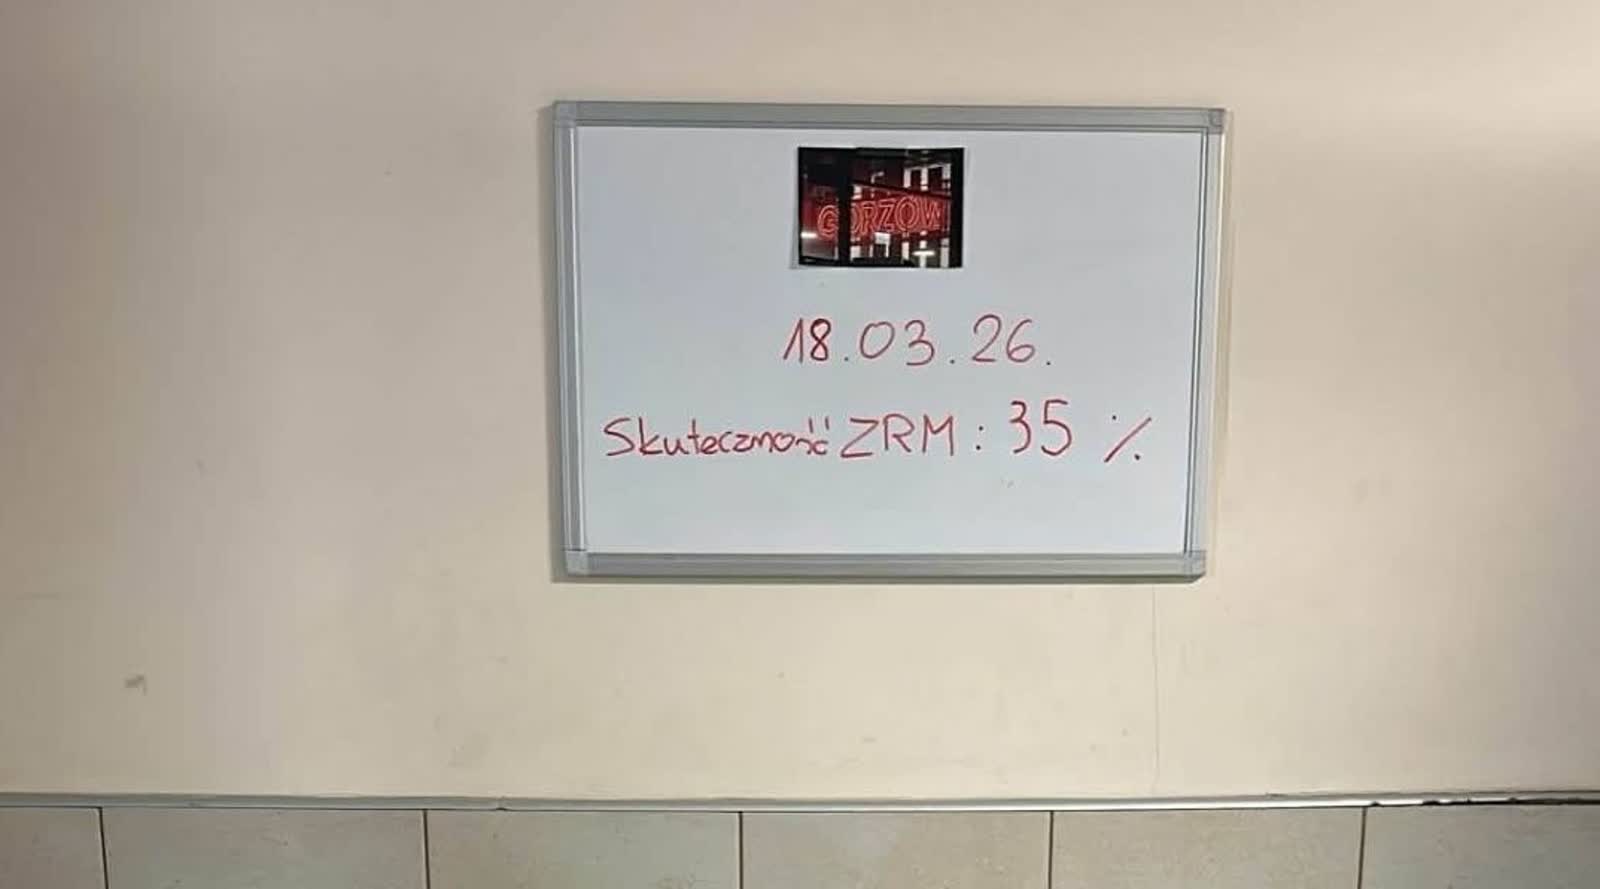 GORZÓW
18.03.26.
Skuteczność ZRM: 35 %